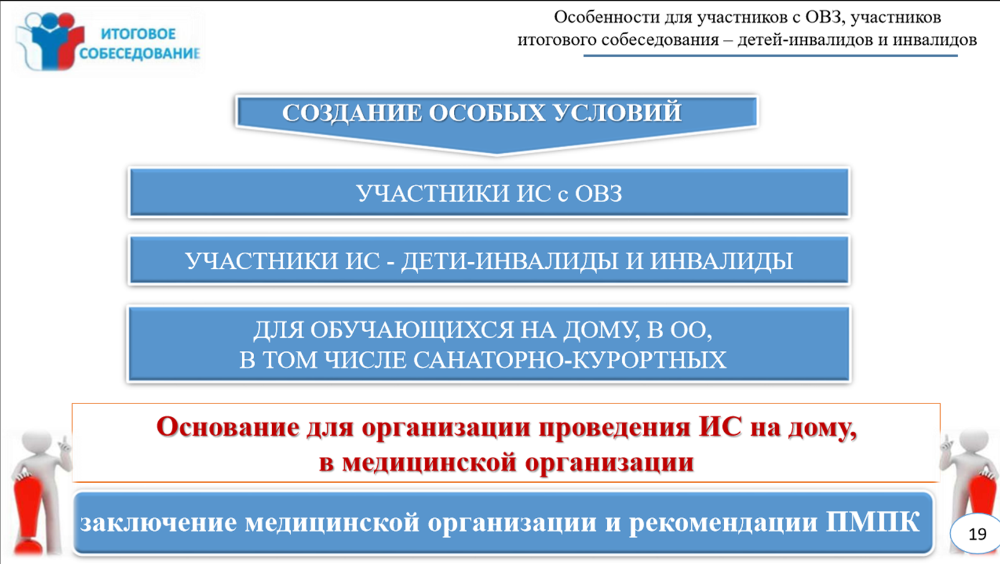 ИТОГОВОЕ
СОБЕСЕДОВАНИЕ
Особенности для участников с ОВЗ, участников
итогового собеседования – детей-инвалидов и инвалидов
СОЗДАНИЕ ОСОБЫХ УСЛОВИЙ
УЧАСТНИКИ ИС с ОВЗ
УЧАСТНИКИ ИС - ДЕТИ-ИНВАЛИДЫ И ИНВАЛИДЫ
ДЛЯ ОБУЧАЮЩИХСЯ НА ДОМУ, В ОО,
В ТОМ ЧИСЛЕ САНАТОРНО-КУРОРТНЫХ
Основание для организации проведения ИС на дому,
в медицинской организации
заключение медицинской организации и рекомендации ПМПК
19